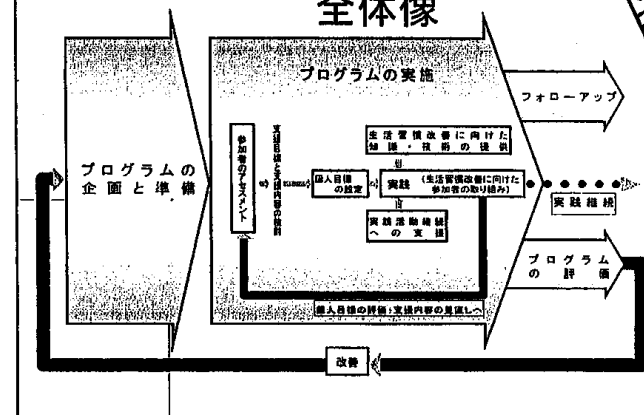 全体像
プログラムの実施
プログラムの
企画と準備
参加者のアセスメント
支援目標と支援内容の検討
個人目標
の設定
生活習慣改善に向けた
知識・技術の提供
実践
(生活習慣改善に向けた
参加者の取り組み)
実践活動継続
への支援
個人目標の評価:支援内容の見直しへ
フォローアップ
実践継続
プログラム
の評価
改善